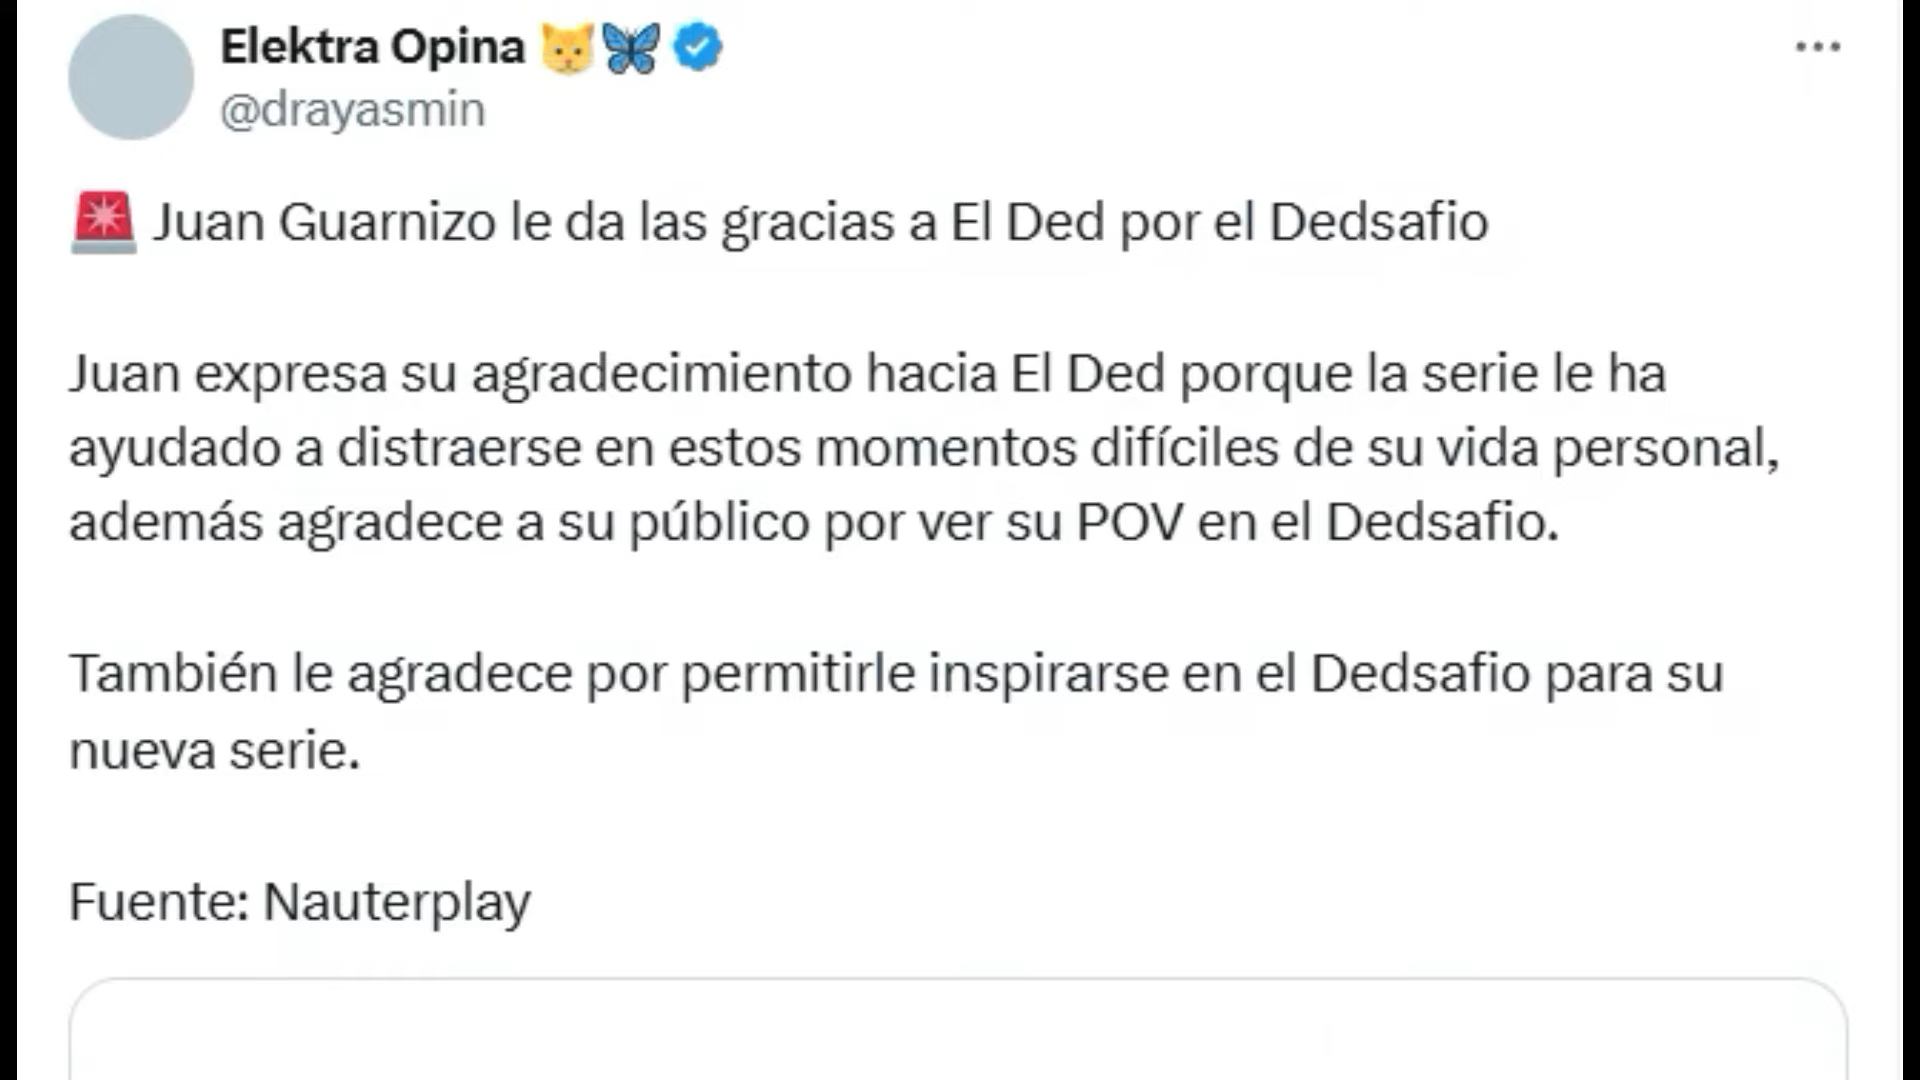 Elektra Opina 🐱🦋
@drayasmin
🚨 Juan Guarnizo le da las gracias a El Ded por el Dedsafio
Juan expresa su agradecimiento hacia El Ded porque la serie le ha
ayudado a distraerse en estos momentos difíciles de su vida personal,
además agradece a su público por ver su POV en el Dedsafio.
También le agradece por permitirle inspirarse en el Dedsafio para su
nueva serie.
Fuente: Nauterplay